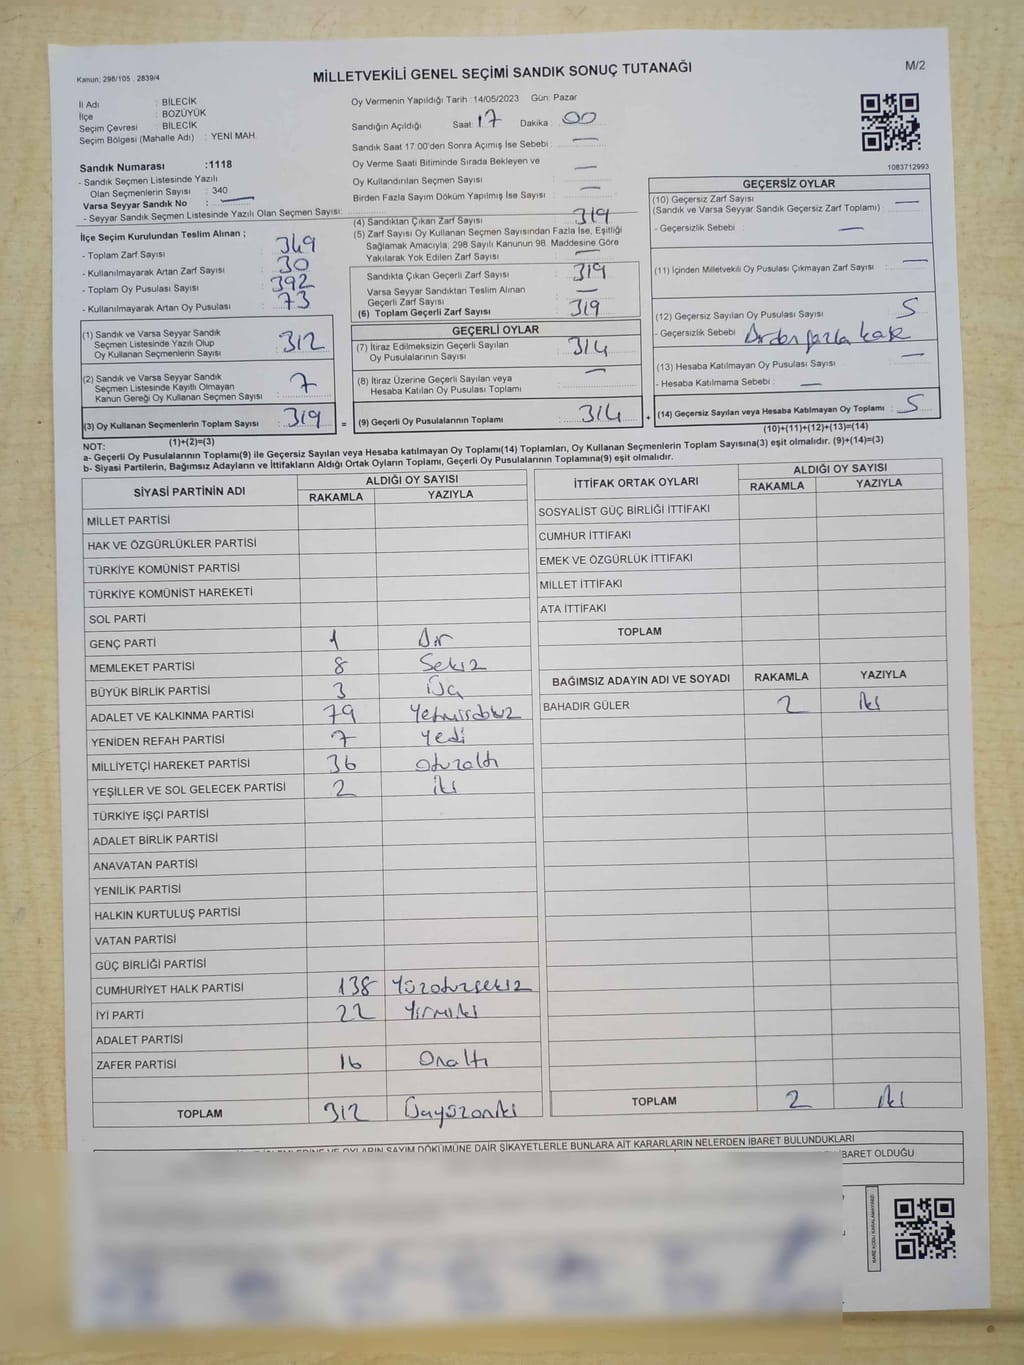 Kanun; 298/105 , 2839/4
MİLLETVEKİLİ GENEL SEÇİMİ SANDIK SONUÇ TUTANAĞI
M/2
İl Adı : BİLECİK
İlçe : BOZÜYÜK
Seçim Çevresi : BİLECİK
Seçim Bölgesi (Mahalle Adı) : YENİ MAH.
Sandık Numarası :1118
- Sandık Seçmen Listesinde Yazılı
Olan Seçmenlerin Sayısı : 340
Varsa Seyyar Sandık No : —
- Seyyar Sandık Seçmen Listesinde Yazılı Olan Seçmen Sayısı:
Oy Vermenin Yapıldığı Tarih :14/05/2023 Gün: Pazar
Sandığın Açıldığı Saat: 17 Dakika : 00
Sandık Saat 17:00'den Sonra Açımış İse Sebebi : —
Oy Verme Saati Bitiminde Sırada Bekleyen ve
Oy Kullandırılan Seçmen Sayısı : —
Birden Fazla Sayım Döküm Yapılmış İse Sayısı : —
1083712993
İlçe Seçim Kurulundan Teslim Alınan ;
- Toplam Zarf Sayısı : 349
- Kullanılmayarak Artan Zarf Sayısı : 30
- Toplam Oy Pusulası Sayısı : 392
- Kullanılmayarak Artan Oy Pusulası : 73
(1) Sandık ve Varsa Seyyar Sandık
Seçmen Listesinde Yazılı Olup
Oy Kullanan Seçmenlerin Sayısı : 312
(2) Sandık ve Varsa Seyyar Sandık
Seçmen Listesinde Kayıtlı Olmayan
Kanun Gereği Oy Kullanan Seçmen Sayısı : 7
(3) Oy Kullanan Seçmenlerin Toplam Sayısı : 319
(4) Sandıktan Çıkan Zarf Sayısı : 319
(5) Zarf Sayısı Oy Kullanan Seçmen Sayısından Fazla İse, Eşitliği
Sağlamak Amacıyla, 298 Sayılı Kanunun 98. Maddesine Göre
Yakılarak Yok Edilen Zarf Sayısı : —
Sandıkta Çıkan Geçerli Zarf Sayısı : 319
Varsa Seyyar Sandıktan Teslim Alınan
Geçerli Zarf Sayısı : —
(6) Toplam Geçerli Zarf Sayısı : 319
GEÇERLİ OYLAR
(7) İtiraz Edilmeksizin Geçerli Sayılan
Oy Pusulalarının Sayısı : 314
(8) İtiraz Üzerine Geçerli Sayılan veya
Hesaba Katılan Oy Pusulası Toplamı : —
= (9) Geçerli Oy Pusulalarının Toplamı : 314 +
GEÇERSİZ OYLAR
(10) Geçersiz Zarf Sayısı
(Sandık ve Varsa Seyyar Sandık Geçersiz Zarf Toplamı) : —
- Geçersizlik Sebebi : —
(11) İçinden Milletvekili Oy Pusulası Çıkmayan Zarf Sayısı : —
(12) Geçersiz Sayılan Oy Pusulası Sayısı : 5
- Geçersizlik Sebebi : Birden fazla kaşe
(13) Hesaba Katılmayan Oy Pusulası Sayısı : —
- Hesaba Katılmama Sebebi : —
(14) Geçersiz Sayılan veya Hesaba Katılmayan Oy Toplamı : 5
(10)+(11)+(12)+(13)=(14)
NOT: (1)+(2)=(3)
a- Geçerli Oy Pusulalarının Toplamı(9) ile Geçersiz Sayılan veya Hesaba katılmayan Oy Toplamı(14) Toplamları, Oy Kullanan Seçmenlerin Toplam Sayısına(3) eşit olmalıdır. (9)+(14)=(3)
b- Siyasi Partilerin, Bağımsız Adayların ve İttifakların Aldığı Ortak Oyların Toplamı, Geçerli Oy Pusulalarının Toplamına(9) eşit olmalıdır.
SİYASİ PARTİNİN ADI ALDIĞI OY SAYISI
RAKAMLA YAZIYLA
MİLLET PARTİSİ
HAK VE ÖZGÜRLÜKLER PARTİSİ
TÜRKİYE KOMÜNİST PARTİSİ
TÜRKİYE KOMÜNİST HAREKETİ
SOL PARTİ
GENÇ PARTİ 1 Bir
MEMLEKET PARTİSİ 8 Sekiz
BÜYÜK BİRLİK PARTİSİ 3 Üç
ADALET VE KALKINMA PARTİSİ 79 Yetmişdokuz
YENİDEN REFAH PARTİSİ 7 Yedi
MİLLİYETÇİ HAREKET PARTİSİ 36 otuzaltı
YEŞİLLER VE SOL GELECEK PARTİSİ 2 iki
TÜRKİYE İŞÇİ PARTİSİ
ADALET BİRLİK PARTİSİ
ANAVATAN PARTİSİ
YENİLİK PARTİSİ
HALKIN KURTULUŞ PARTİSİ
VATAN PARTİSİ
GÜÇ BİRLİĞİ PARTİSİ
CUMHURİYET HALK PARTİSİ 138 Yüzotuzsekiz
İYİ PARTİ 22 Yirmiiki
ADALET PARTİSİ
ZAFER PARTİSİ 16 Onaltı
TOPLAM 312 Üçyüzoniki
İTTİFAK ORTAK OYLARI ALDIĞI OY SAYISI
RAKAMLA YAZIYLA
SOSYALİST GÜÇ BİRLİĞİ İTTİFAKI
CUMHUR İTTİFAKI
EMEK VE ÖZGÜRLÜK İTTİFAKI
MİLLET İTTİFAKI
ATA İTTİFAKI
TOPLAM
BAĞIMSIZ ADAYIN ADI VE SOYADI RAKAMLA YAZIYLA
BAHADIR GÜLER 2 iki
TOPLAM 2 iki
OYLARIN SAYIM DÖKÜMÜNE DAİR ŞİKAYETLERLE BUNLARA AİT KARARLARIN NELERDEN İBARET BULUNDUKLARI
İBARET OLDUĞU
KARE KODU KARALAMAYINIZ!